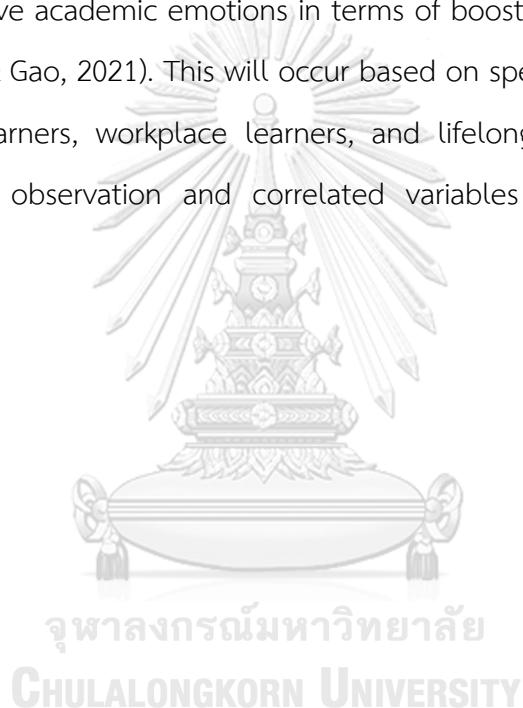 ve academic emotions in terms of boost
Gao, 2021). This will occur based on spe
arners, workplace learners, and lifelong
observation and correlated variables
จุฬาลงกรณ์มหาวิทยาลัย
CHULALONGKORN UNIVERSITY